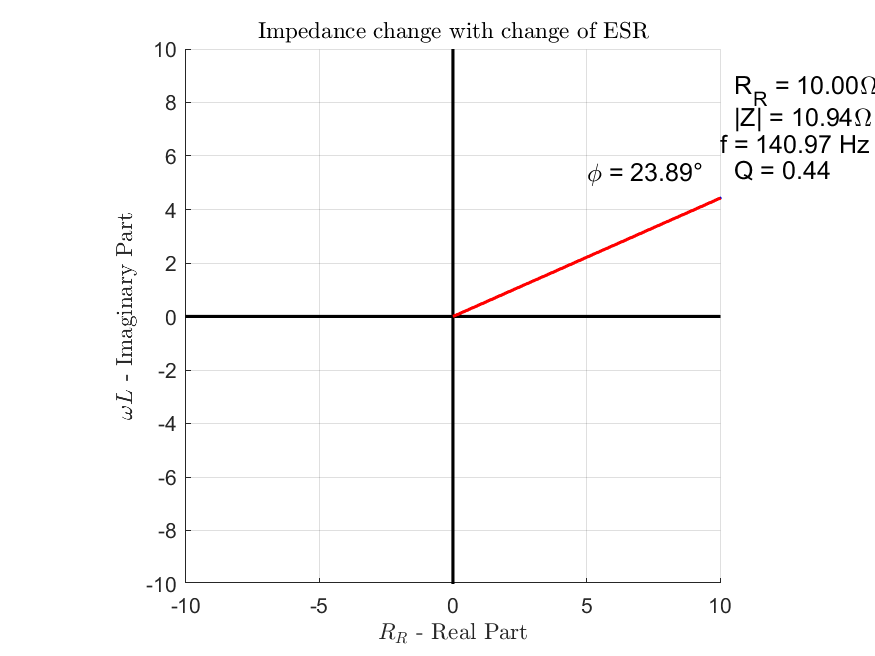 Impedance change with change of ESR
R_R = 10.00Ω
|Z| = 10.94Ω
f = 140.97 Hz
ϕ = 23.89°
Q = 0.44
10
8
6
4
2
0
-2
-4
-6
-8
-10
ωL - Imaginary Part
-10 -5 0 5 10
R_R - Real Part